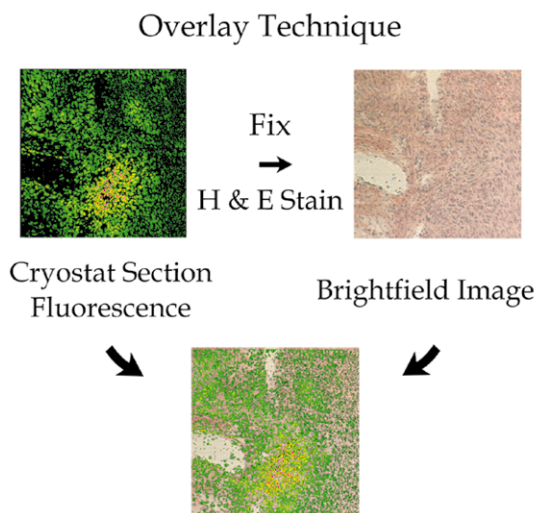 Overlay Technique
Fix
H & E Stain
Cryostat Section
Fluorescence
Brightfield Image